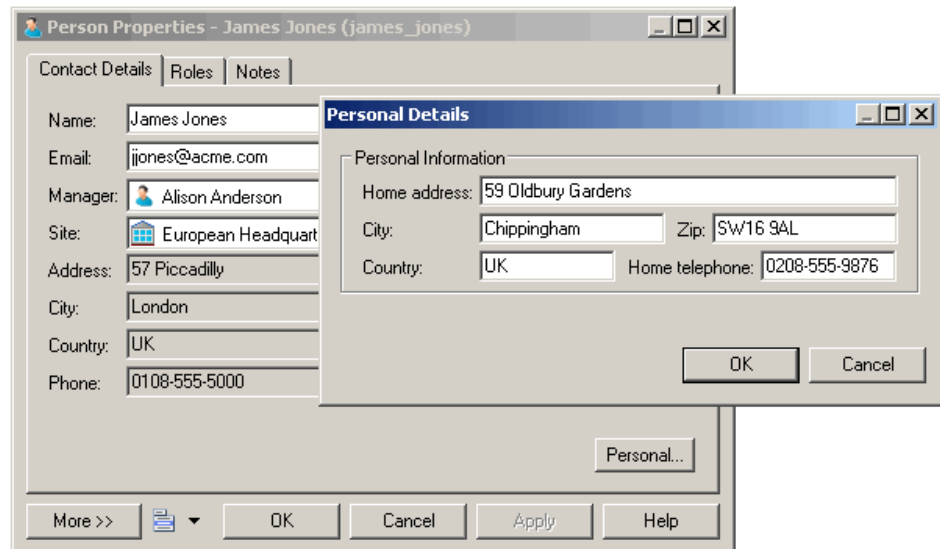 Person Properties - James Jones (james_jones)
Contact Details Roles Notes
Name: James Jones
Email: jjones@acme.com
Manager: Alison Anderson
Site: European Headquart
Address: 57 Piccadilly
City: London
Country: UK
Phone: 0108-555-5000
Personal...
More >> OK Cancel Apply Help
Personal Details
Personal Information
Home address: 59 Oldbury Gardens
City: Chippingham Zip: SW16 9AL
Country: UK Home telephone: 0208-555-9876
OK Cancel